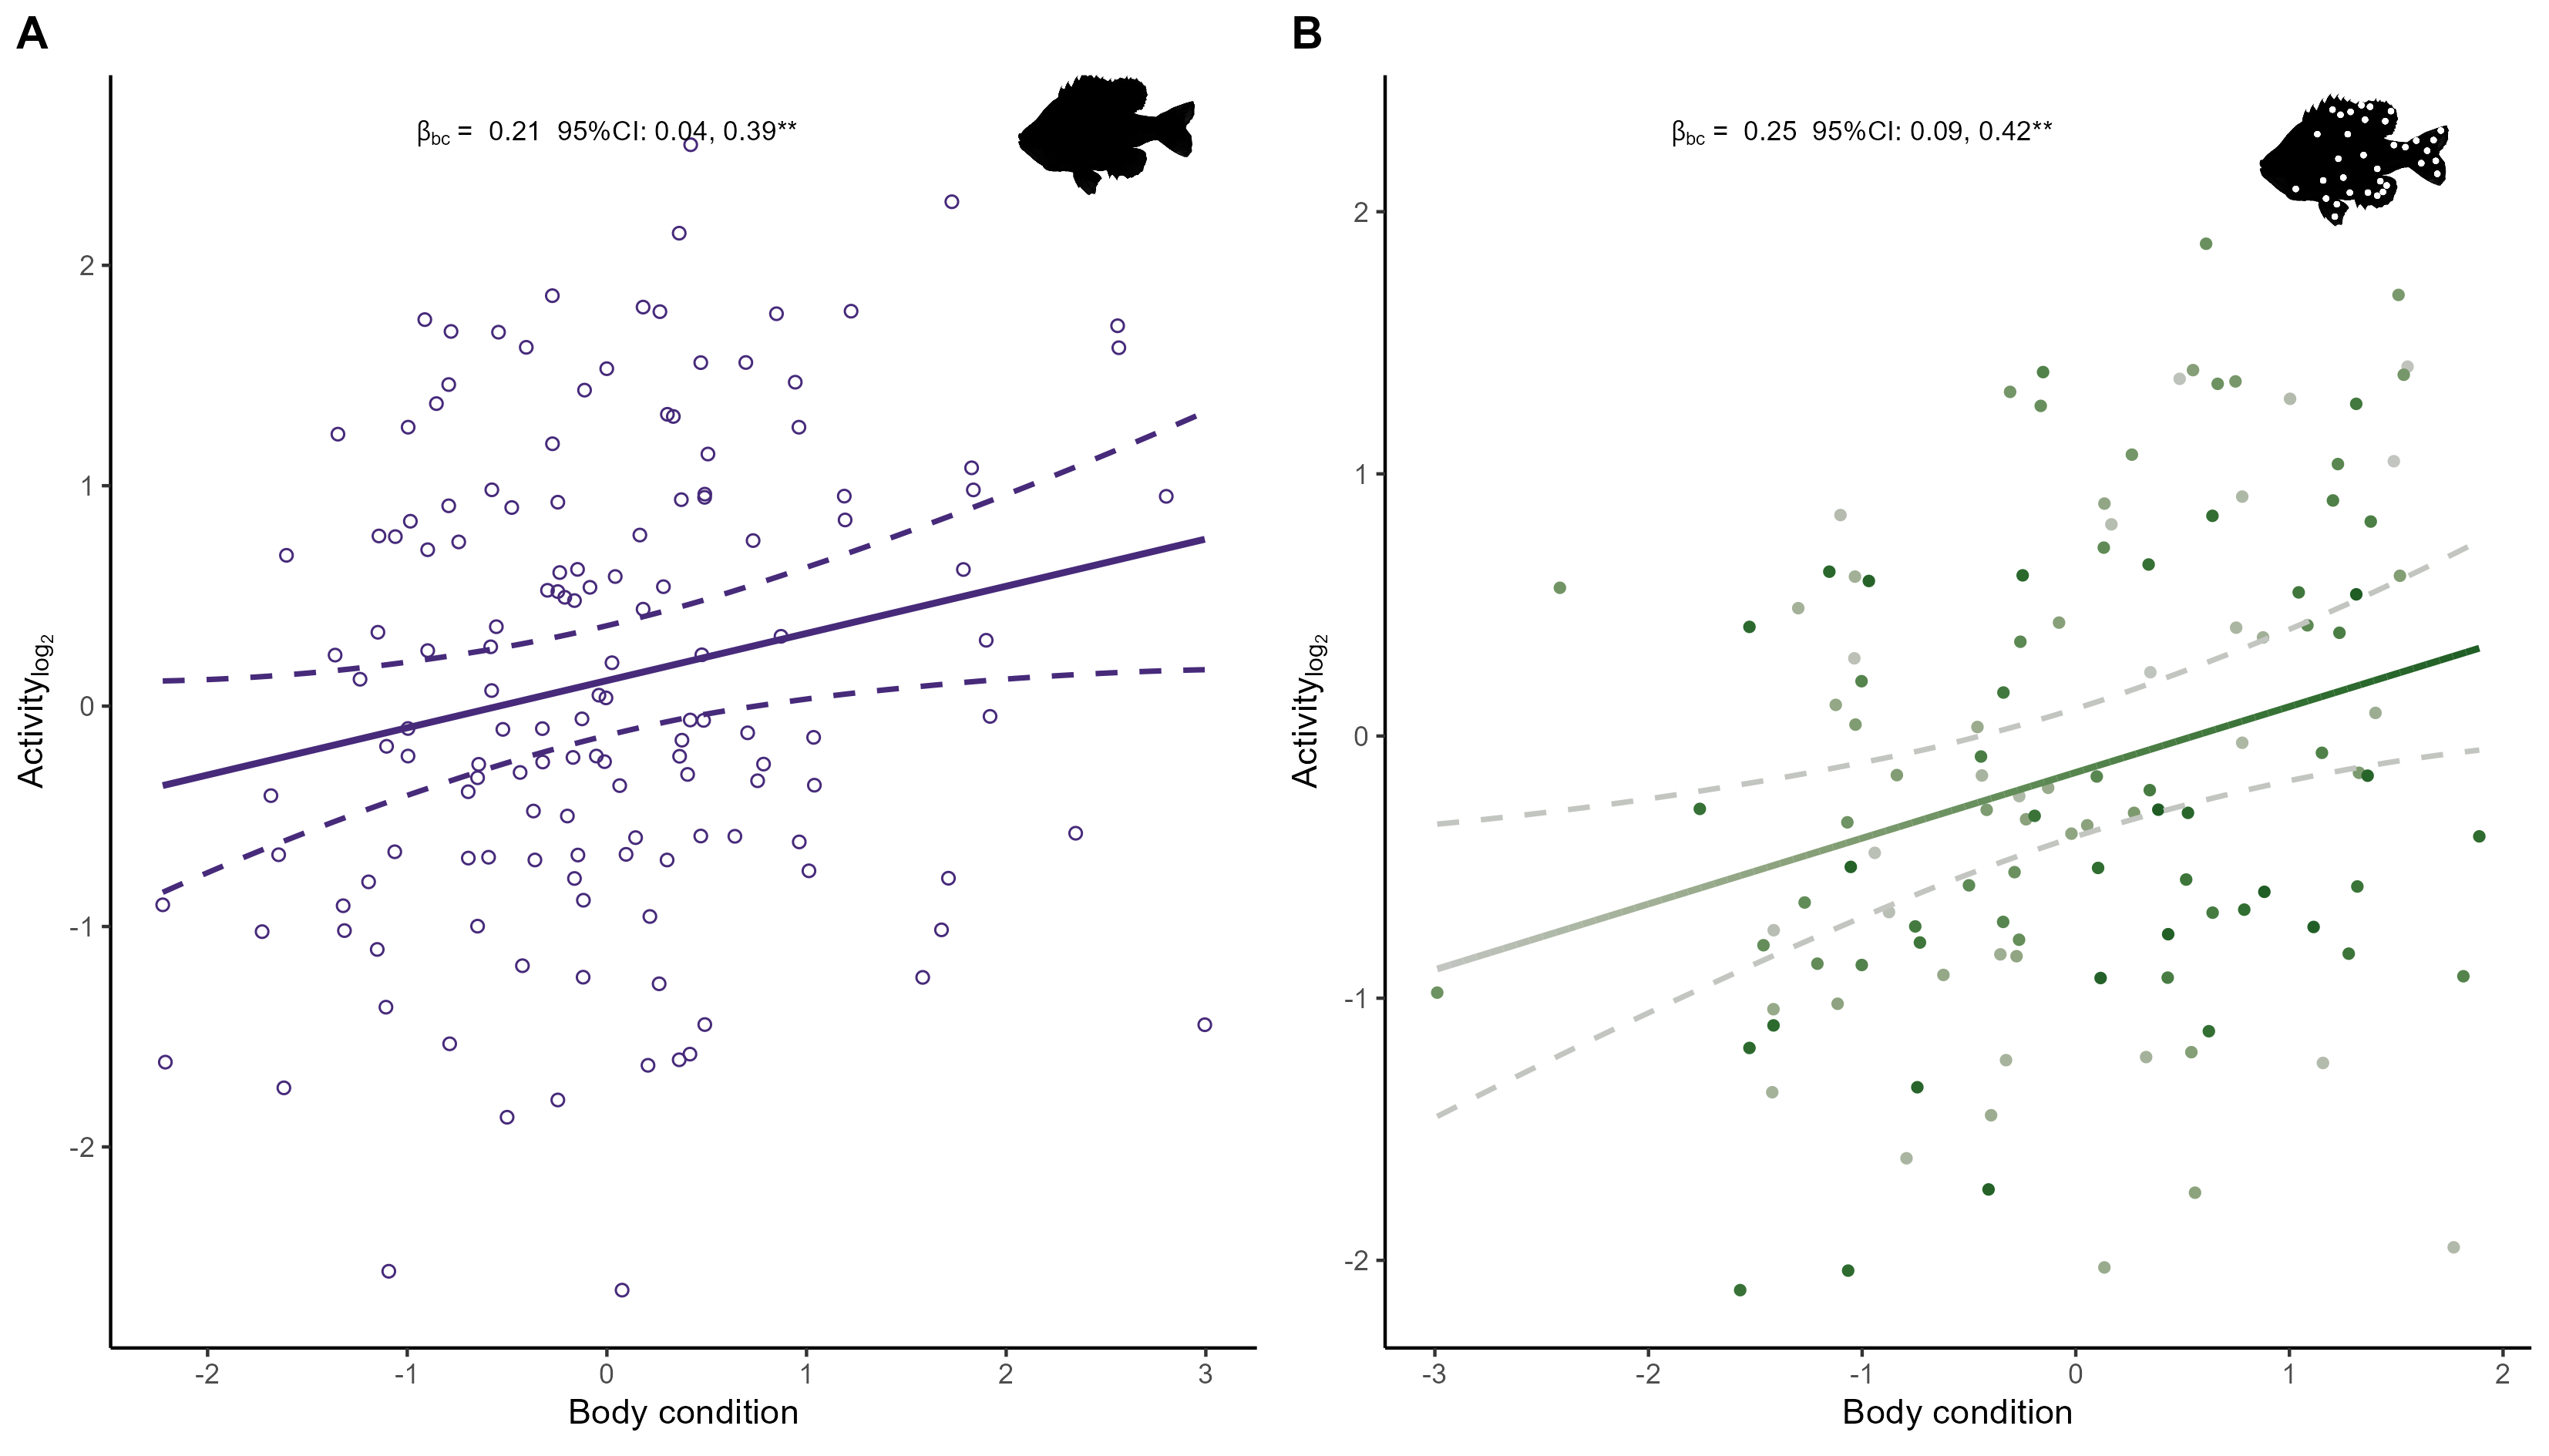 A
βbc = 0.21 95%CI: 0.04, 0.39**
2
1
0
-1
-2
Activitylog2
-2 -1 0 1 2 3
Body condition
B
βbc = 0.25 95%CI: 0.09, 0.42**
2
1
0
-1
-2
Activitylog2
-3 -2 -1 0 1 2
Body condition